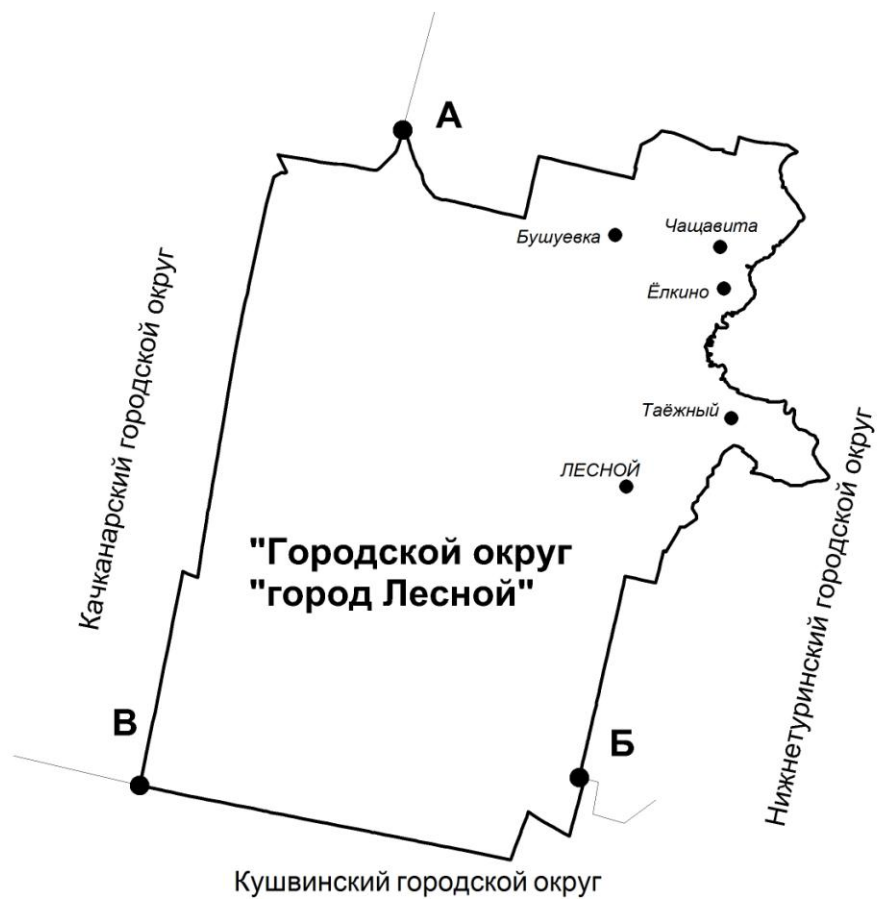 А
Бушуевка
Чащавита
Ёлкино
Качканарский городской округ
Таёжный
Нижнетуринский городской округ
ЛЕСНОЙ
"Городской округ
"город Лесной"
В
Б
Кушвинский городской округ